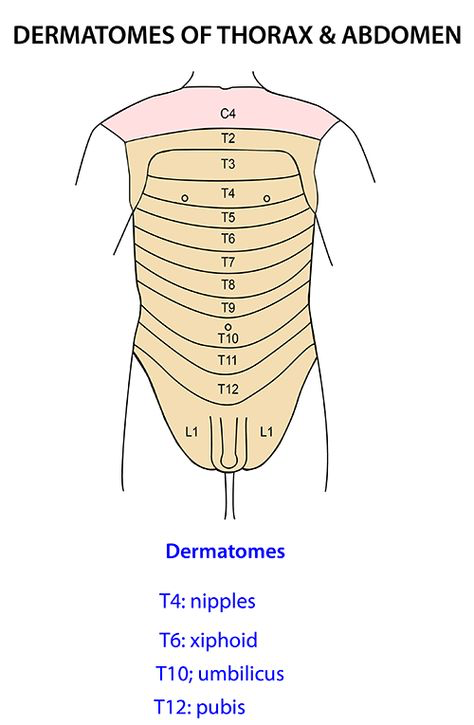 DERMATOMES OF THORAX & ABDOMEN
C4
T2
T3
T4
T5
T6
T7
T8
T9
T10
T11
T12
L1 L1
Dermatomes
T4: nipples
T6: xiphoid
T10; umbilicus
T12: pubis